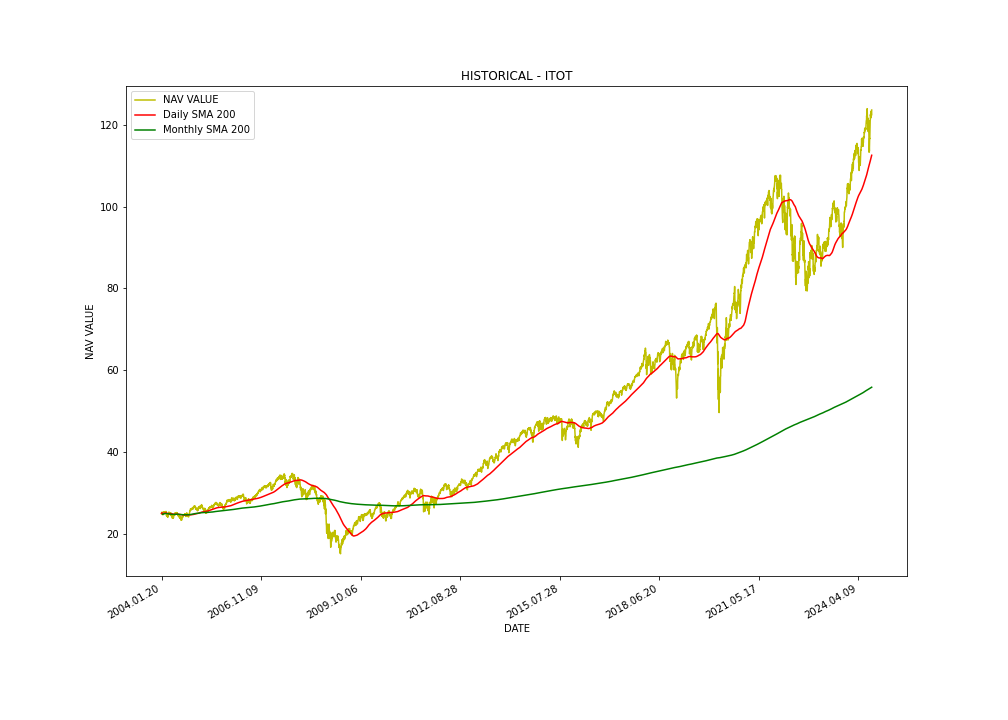 HISTORICAL - ITOT
NAV VALUE
Daily SMA 200
Monthly SMA 200
NAV VALUE
120
100
80
60
40
20
2004.01.20
2006.11.09
2009.10.06
2012.08.28
2015.07.28
2018.06.20
2021.05.17
2024.04.09
DATE